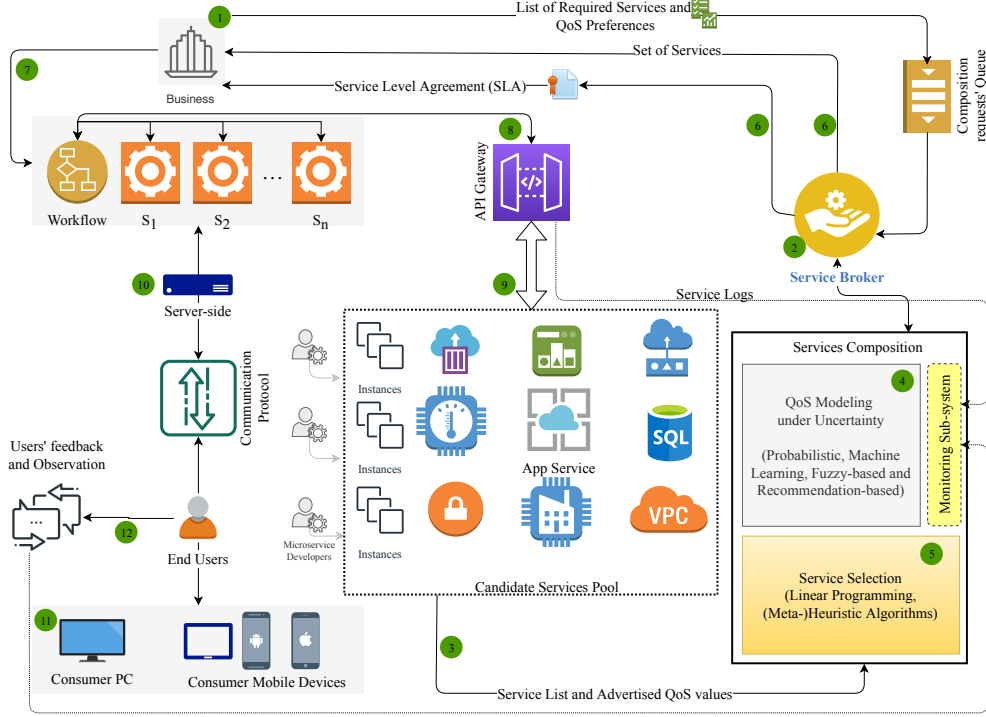 1
List of Required Services and
QoS Preferences
Set of Services
7
Service Level Agreement (SLA)
Business
6
6
Composition
requests' Queue
8
API Gateway
Workflow
S1
S2
...
Sn
2
Service Broker
10
Server-side
9
Service Logs
Communication
Protocol
Instances
Instances
Instances
Microservice
Developers
App Service
SQL
VPC
Candidate Services Pool
Services Composition
4
QoS Modeling
under Uncertainty
(Probabilistic, Machine
Learning, Fuzzy-based and
Recommendation-based)
Monitoring Sub-system
5
Service Selection
(Linear Programming,
(Meta-)Heuristic Algorithms)
Users' feedback
and Observation
12
End Users
11
Consumer PC
Consumer Mobile Devices
3
Service List and Advertised QoS values